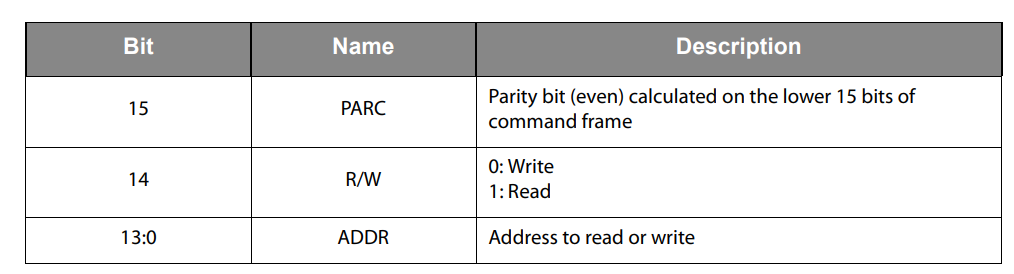 Bit Name Description
15 PARC Parity bit (even) calculated on the lower 15 bits of
command frame
14 R/W 0: Write
1: Read
13:0 ADDR Address to read or write